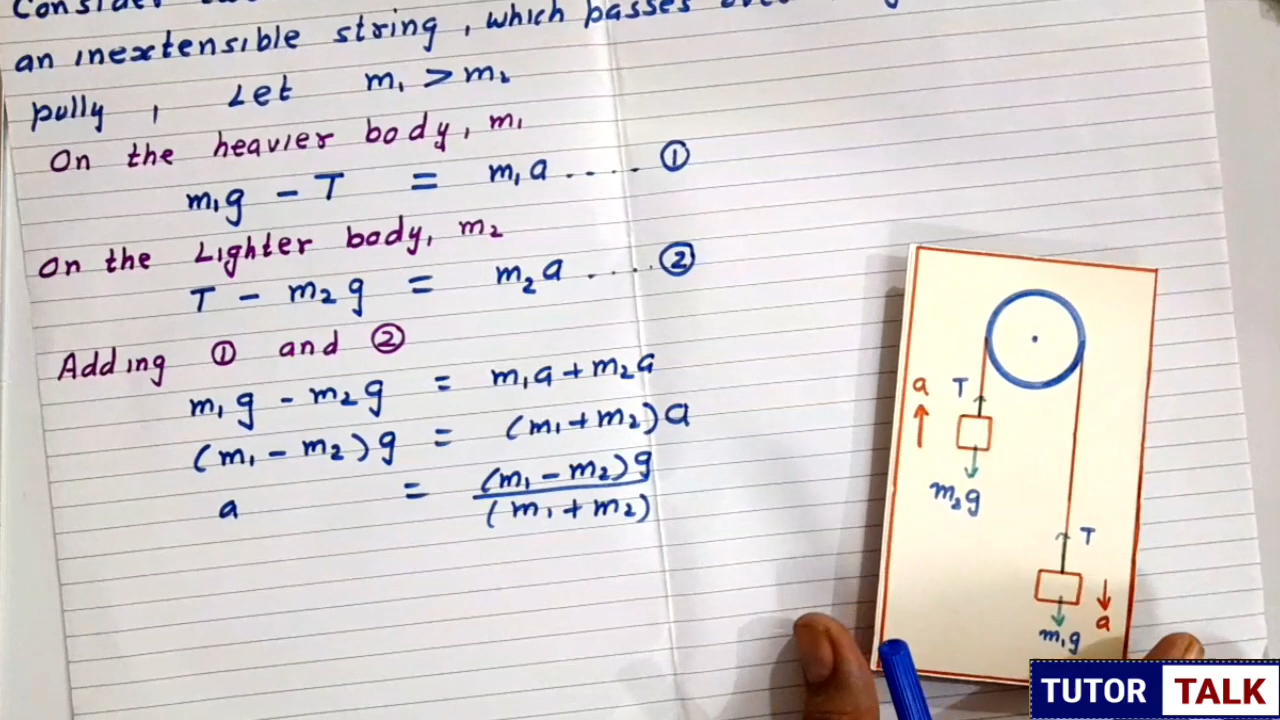 Consider
an inextensible string, which passes
pully, Let m₁ > m₂
On the heavier body, m₁
m₁g - T = m₁a .... ①
On the Lighter body, m₂
T - m₂g = m₂a .... ②
Adding ① and ②
m₁g - m₂g = m₁a + m₂a
(m₁ - m₂)g = (m₁ + m₂)a
a = (m₁ - m₂)g
(m₁ + m₂)
a
T
m₂g
T
a
m₁g
TUTOR TALK